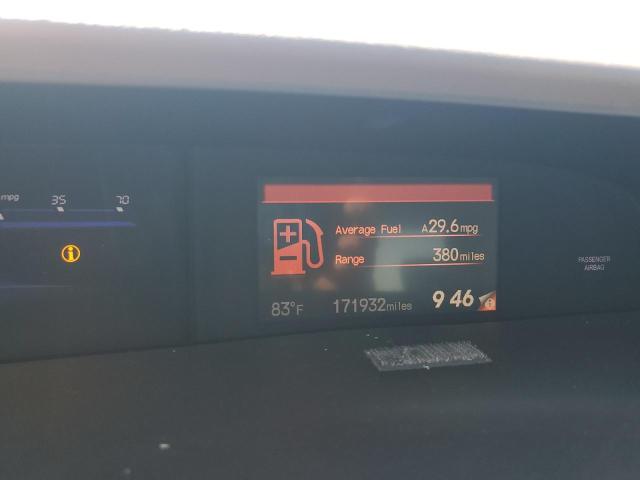 mpg 35 70
Average Fuel A29.6mpg
Range 380miles
83°F 171932miles 9 46
PASSENGER
AIRBAG